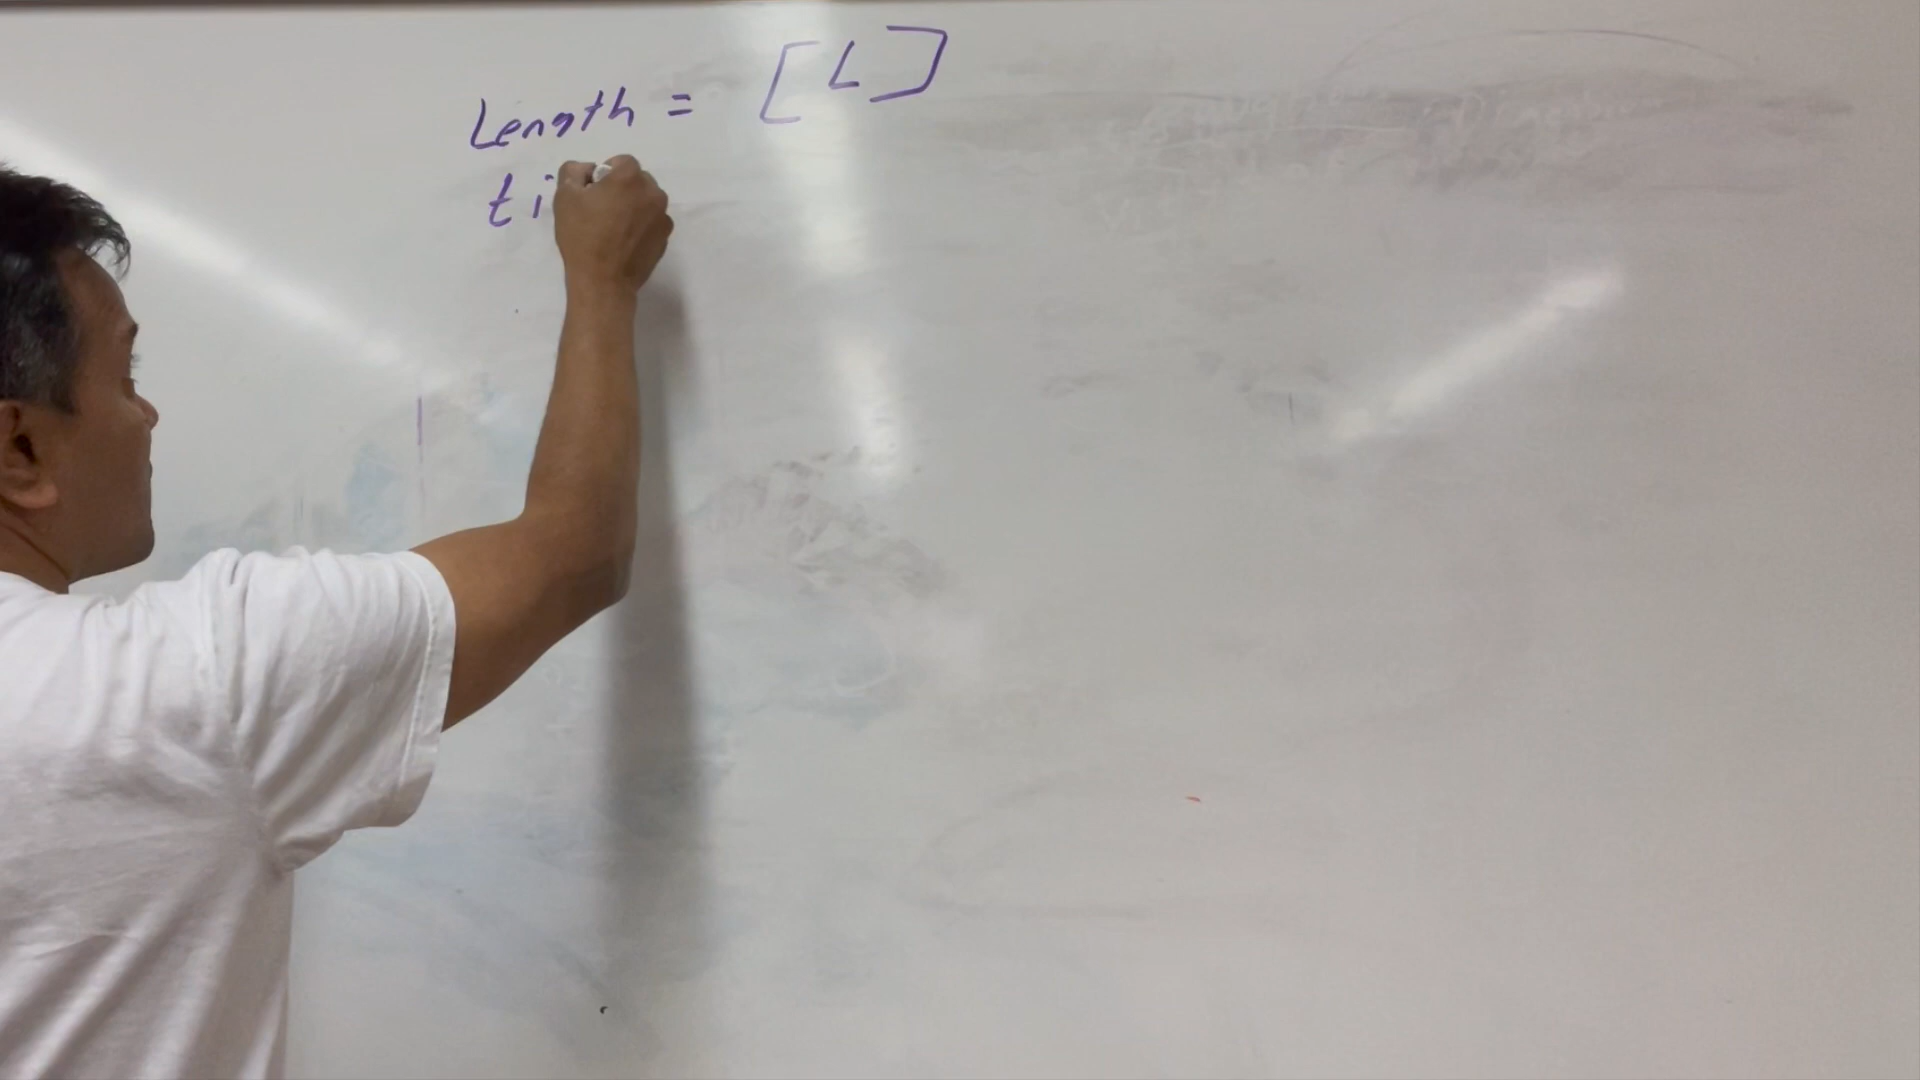 Length = [L]
ti